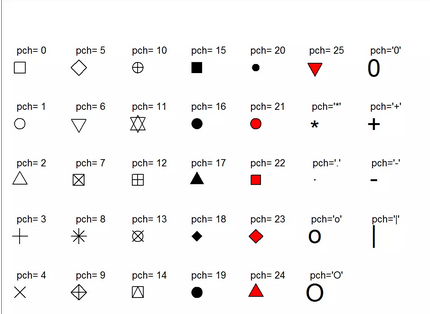 pch= 0 pch= 5 pch= 10 pch= 15 pch= 20 pch= 25 pch='0'
0
pch= 1 pch= 6 pch= 11 pch= 16 pch= 21 pch='*' pch='+'
* +
pch= 2 pch= 7 pch= 12 pch= 17 pch= 22 pch='.' pch='-'
. -
pch= 3 pch= 8 pch= 13 pch= 18 pch= 23 pch='o' pch='|'
o |
pch= 4 pch= 9 pch= 14 pch= 19 pch= 24 pch='O'
O